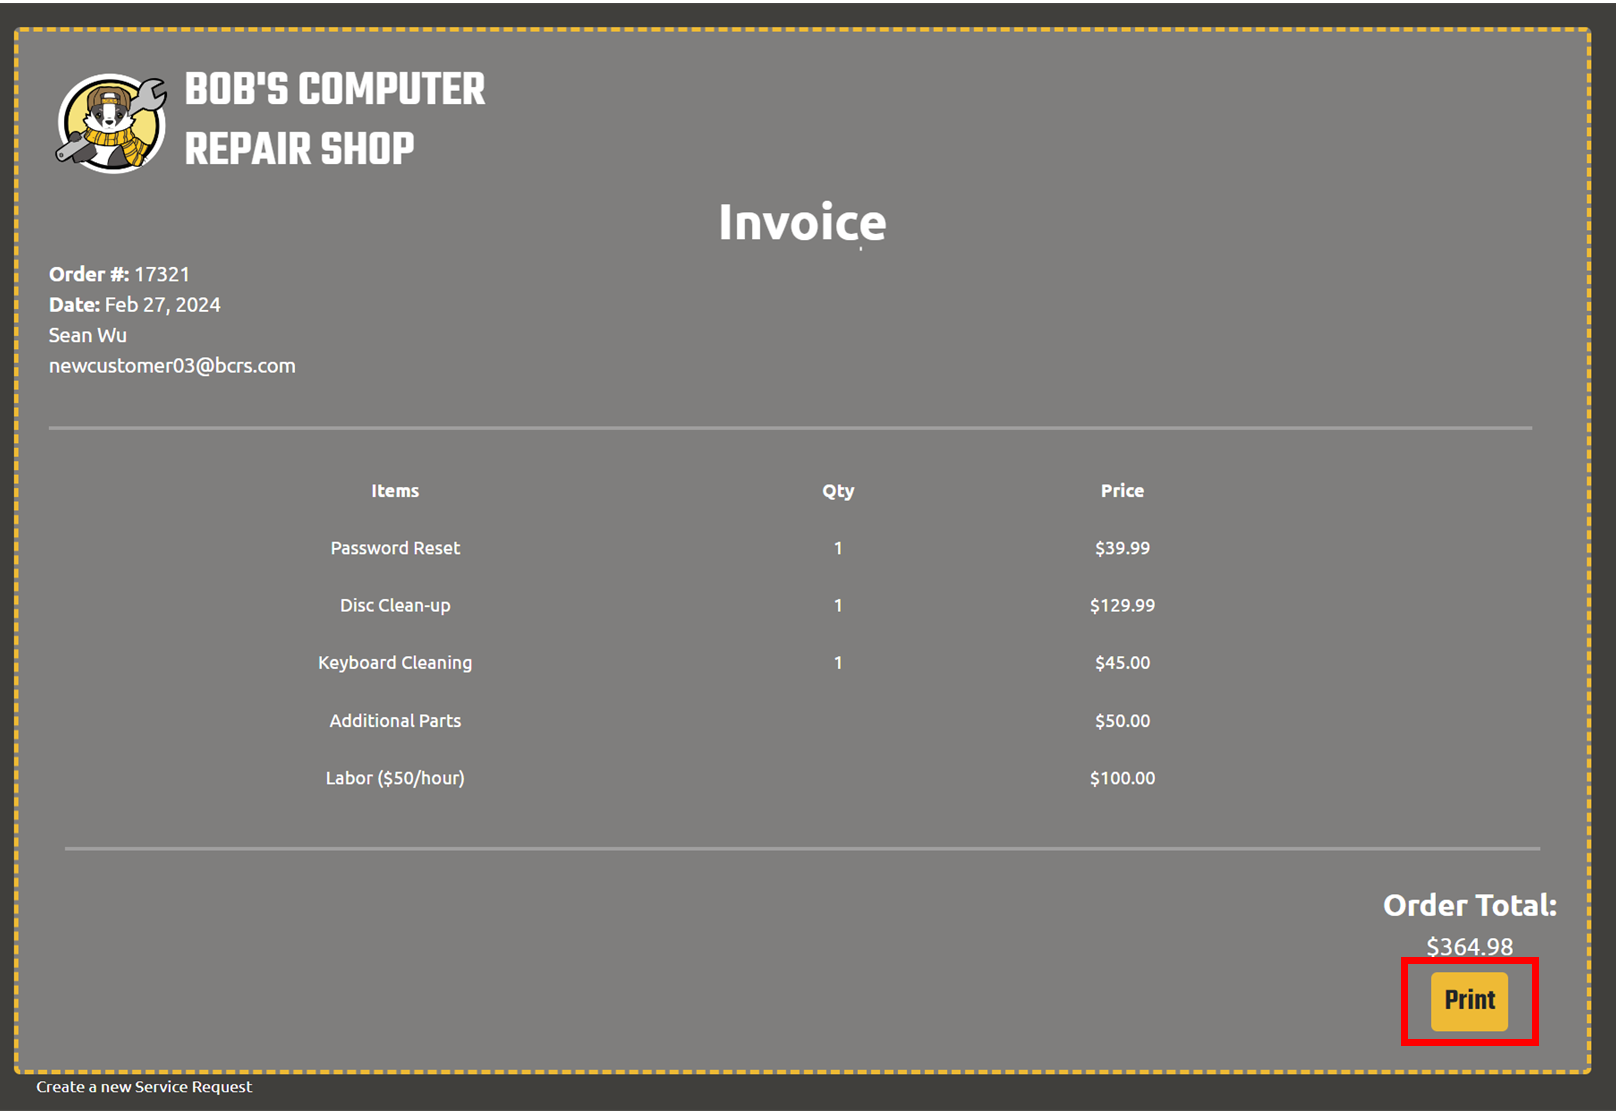 BOB'S COMPUTER
REPAIR SHOP
Invoice
Order #: 17321
Date: Feb 27, 2024
Sean Wu
newcustomer03@bcrs.com
Items Qty Price
Password Reset 1 $39.99
Disc Clean-up 1 $129.99
Keyboard Cleaning 1 $45.00
Additional Parts $50.00
Labor ($50/hour) $100.00
Order Total:
$364.98
Print
Create a new Service Request